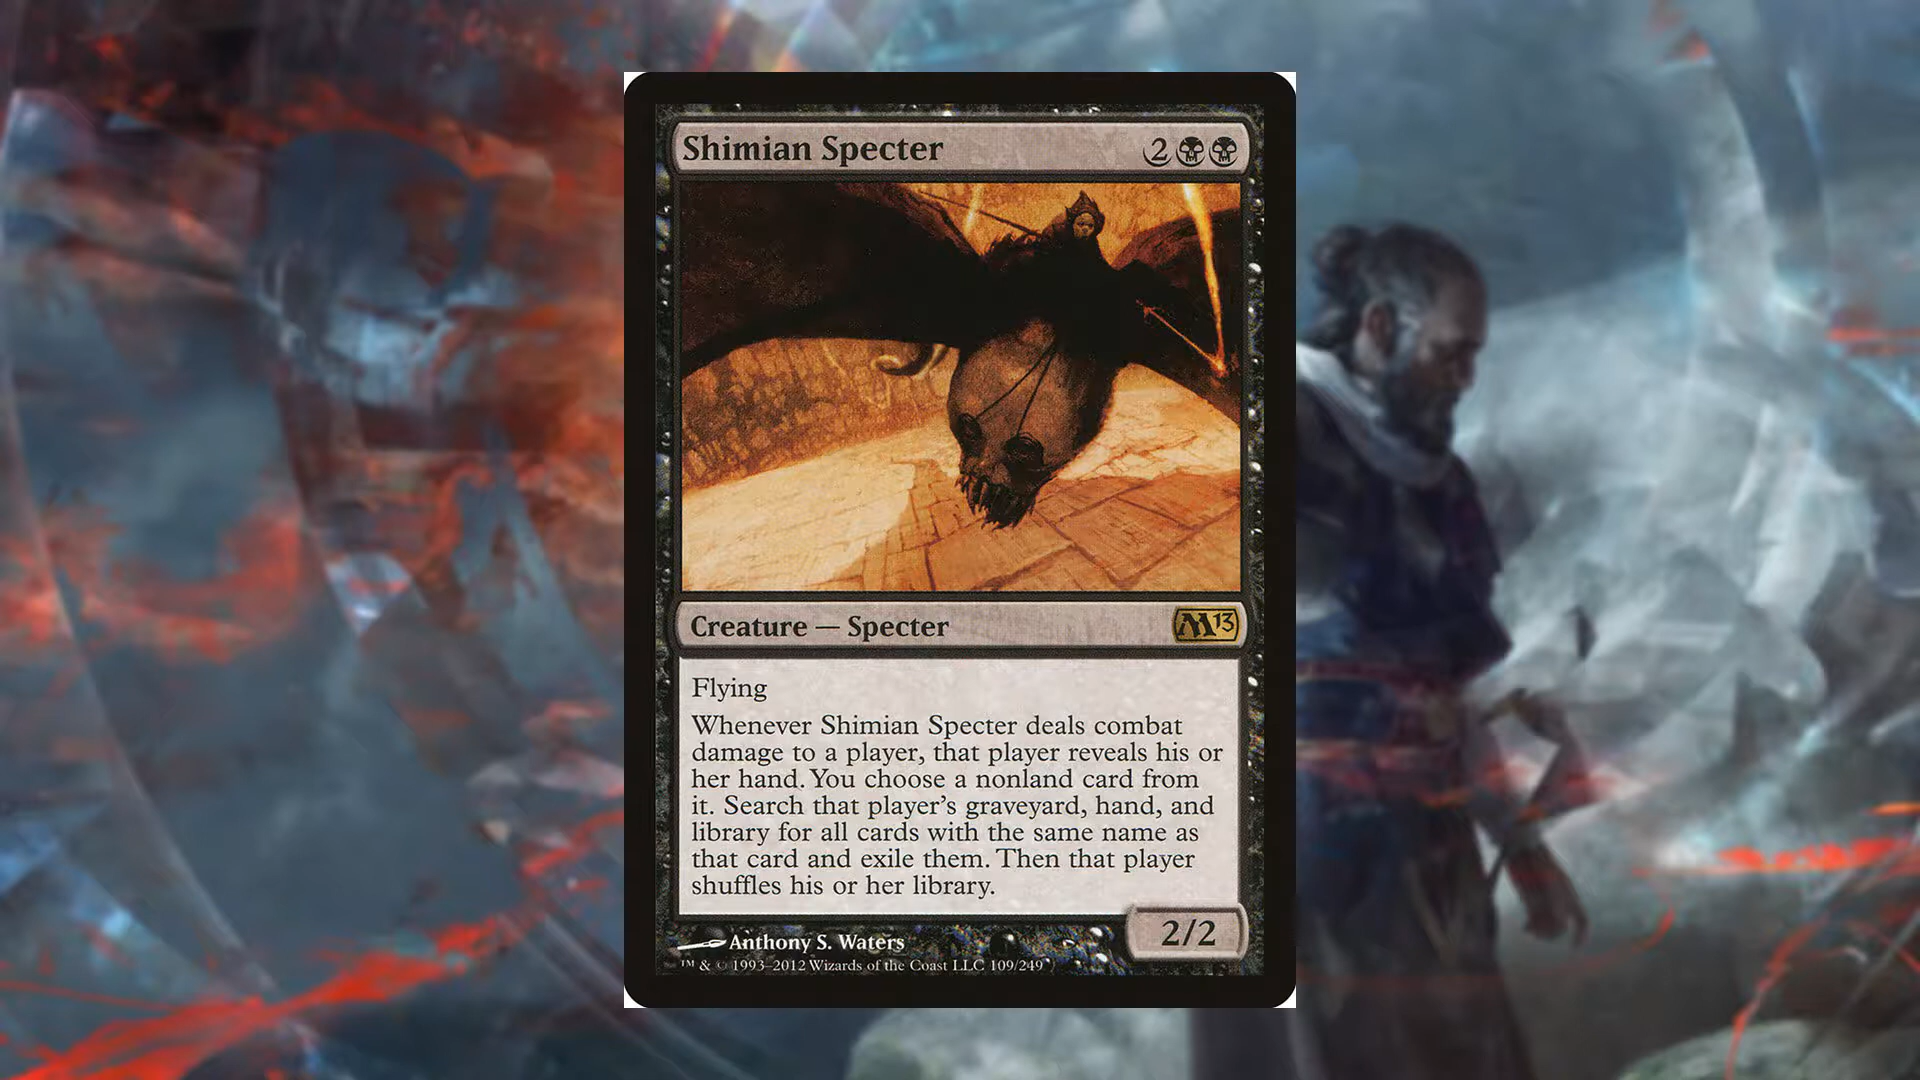 Shimian Specter 2
Creature — Specter M13
Flying
Whenever Shimian Specter deals combat
damage to a player, that player reveals his or
her hand. You choose a nonland card from
it. Search that player's graveyard, hand, and
library for all cards with the same name as
that card and exile them. Then that player
shuffles his or her library.
2/2
Anthony S. Waters
™ & © 1993–2012 Wizards of the Coast LLC 109/249